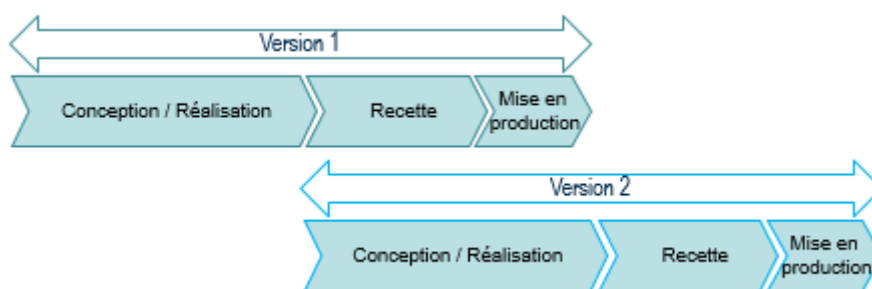 Version 1
Conception / Réalisation
Recette
Mise en
production
Version 2
Conception / Réalisation
Recette
Mise en
production